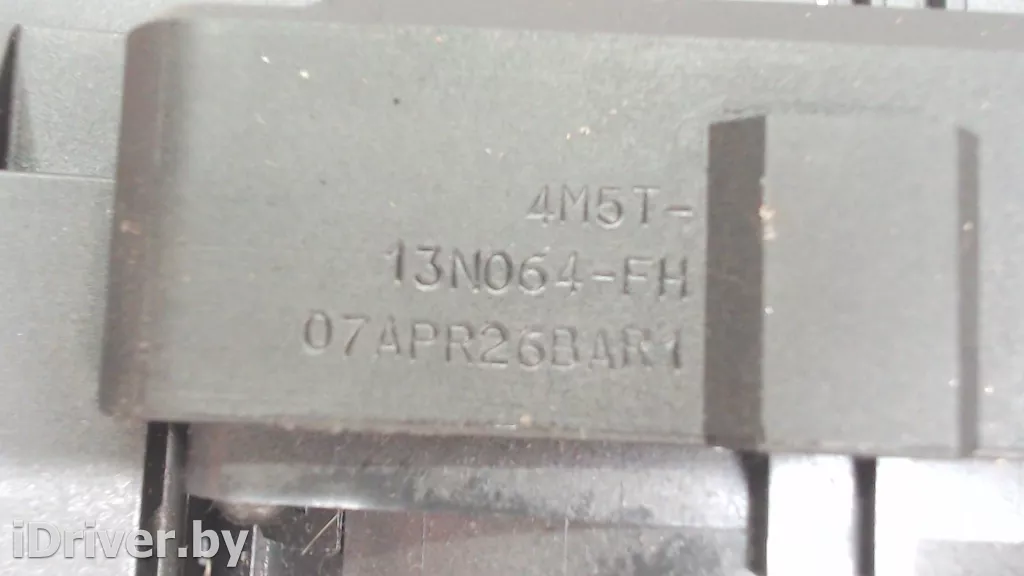 4M5T-
13N064-FH
07APR26BAR1
iDriver.by